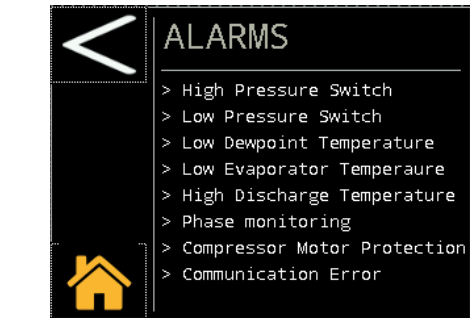 ALARMS
> High Pressure Switch
> Low Pressure Switch
> Low Dewpoint Temperature
> Low Evaporator Temperaure
> High Discharge Temperature
> Phase monitoring
> Compressor Motor Protection
> Communication Error